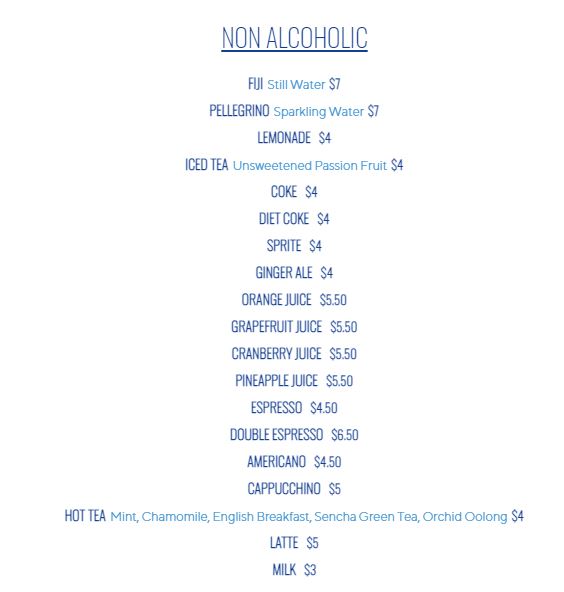 NON ALCOHOLIC
FIJI Still Water $7
PELLEGRINO Sparkling Water $7
LEMONADE $4
ICED TEA Unsweetened Passion Fruit $4
COKE $4
DIET COKE $4
SPRITE $4
GINGER ALE $4
ORANGE JUICE $5.50
GRAPEFRUIT JUICE $5.50
CRANBERRY JUICE $5.50
PINEAPPLE JUICE $5.50
ESPRESSO $4.50
DOUBLE ESPRESSO $6.50
AMERICANO $4.50
CAPPUCCHINO $5
HOT TEA Mint, Chamomile, English Breakfast, Sencha Green Tea, Orchid Oolong $4
LATTE $5
MILK $3